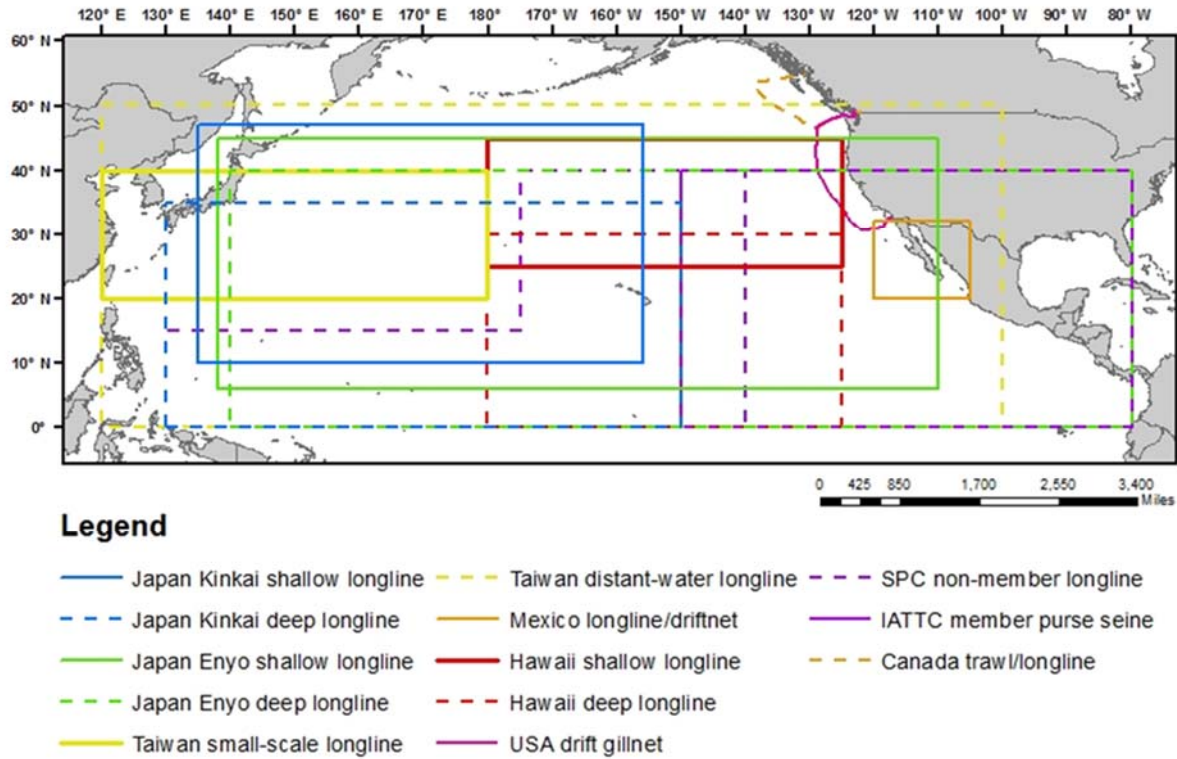 120° E 130° E 140° E 150° E 160° E 170° E 180° 170° W 160° W 150° W 140° W 130° W 120° W 110° W 100° W 90° W 80° W
60° N
50° N
40° N
30° N
20° N
10° N
0°
0 425 850 1,700 2,550 3,400
Miles
Legend
Japan Kinkai shallow longline
Japan Kinkai deep longline
Japan Enyo shallow longline
Japan Enyo deep longline
Taiwan small-scale longline
Taiwan distant-water longline
Mexico longline/driftnet
Hawaii shallow longline
Hawaii deep longline
USA drift gillnet
SPC non-member longline
IATTC member purse seine
Canada trawl/longline